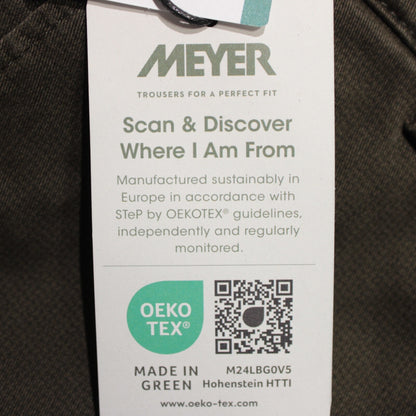 MEYER
TROUSERS FOR A PERFECT FIT
Scan & Discover
Where I Am From
Manufactured sustainably in
Europe in accordance with
STeP by OEKOTEX® guidelines,
independently and regularly
monitored.
OEKO
TEX®
MADE IN
GREEN
M24LBG0V5
Hohenstein HTTI
www.oeko-tex.com